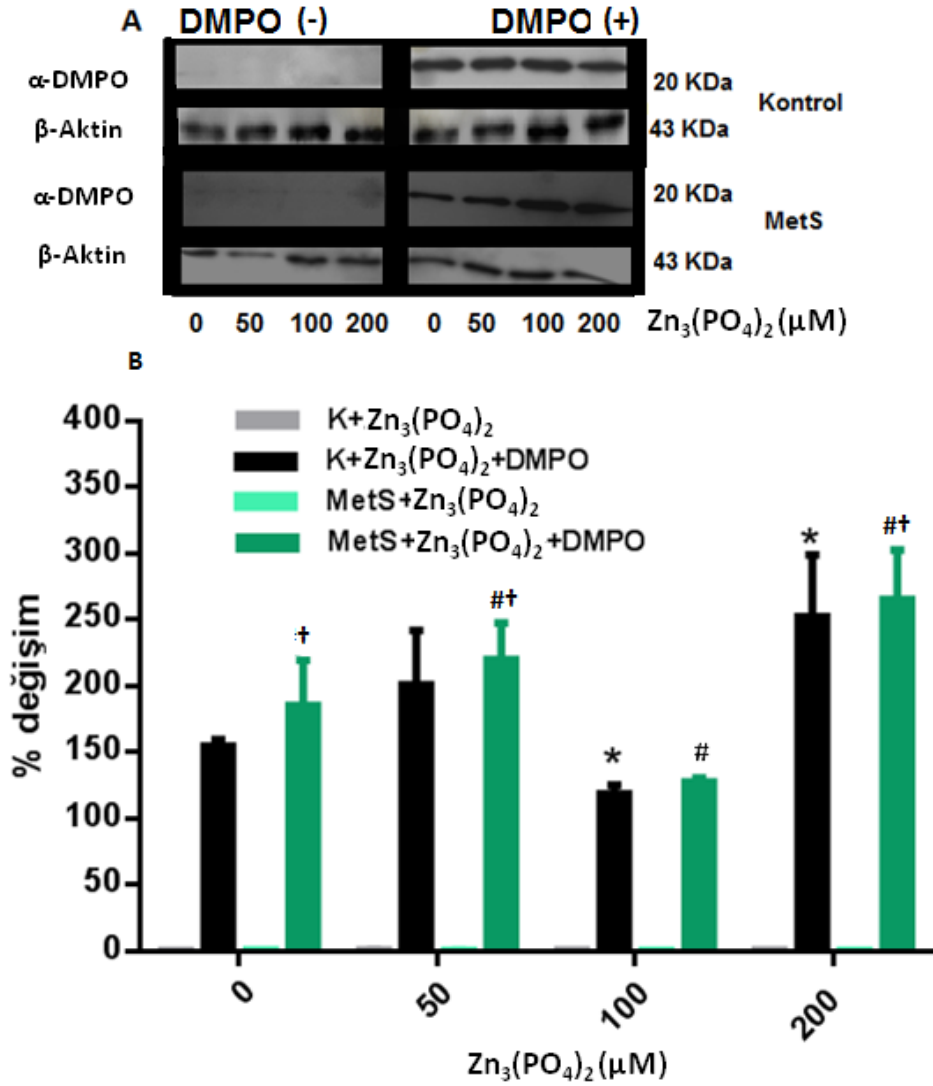 A DMPO (-) DMPO (+)
α-DMPO 20 KDa
Kontrol
β-Aktin 43 KDa
α-DMPO 20 KDa
MetS
β-Aktin 43 KDa
0 50 100 200 0 50 100 200 Zn₃(PO₄)₂ (μM)
B
400
350
300
250
200
150
100
50
0
% değişim
K+Zn₃(PO₄)₂
K+Zn₃(PO₄)₂+DMPO
MetS+Zn₃(PO₄)₂
MetS+Zn₃(PO₄)₂ +DMPO
#† #† * # * #†
0 50 100 200
Zn₃(PO₄)₂ (μM)